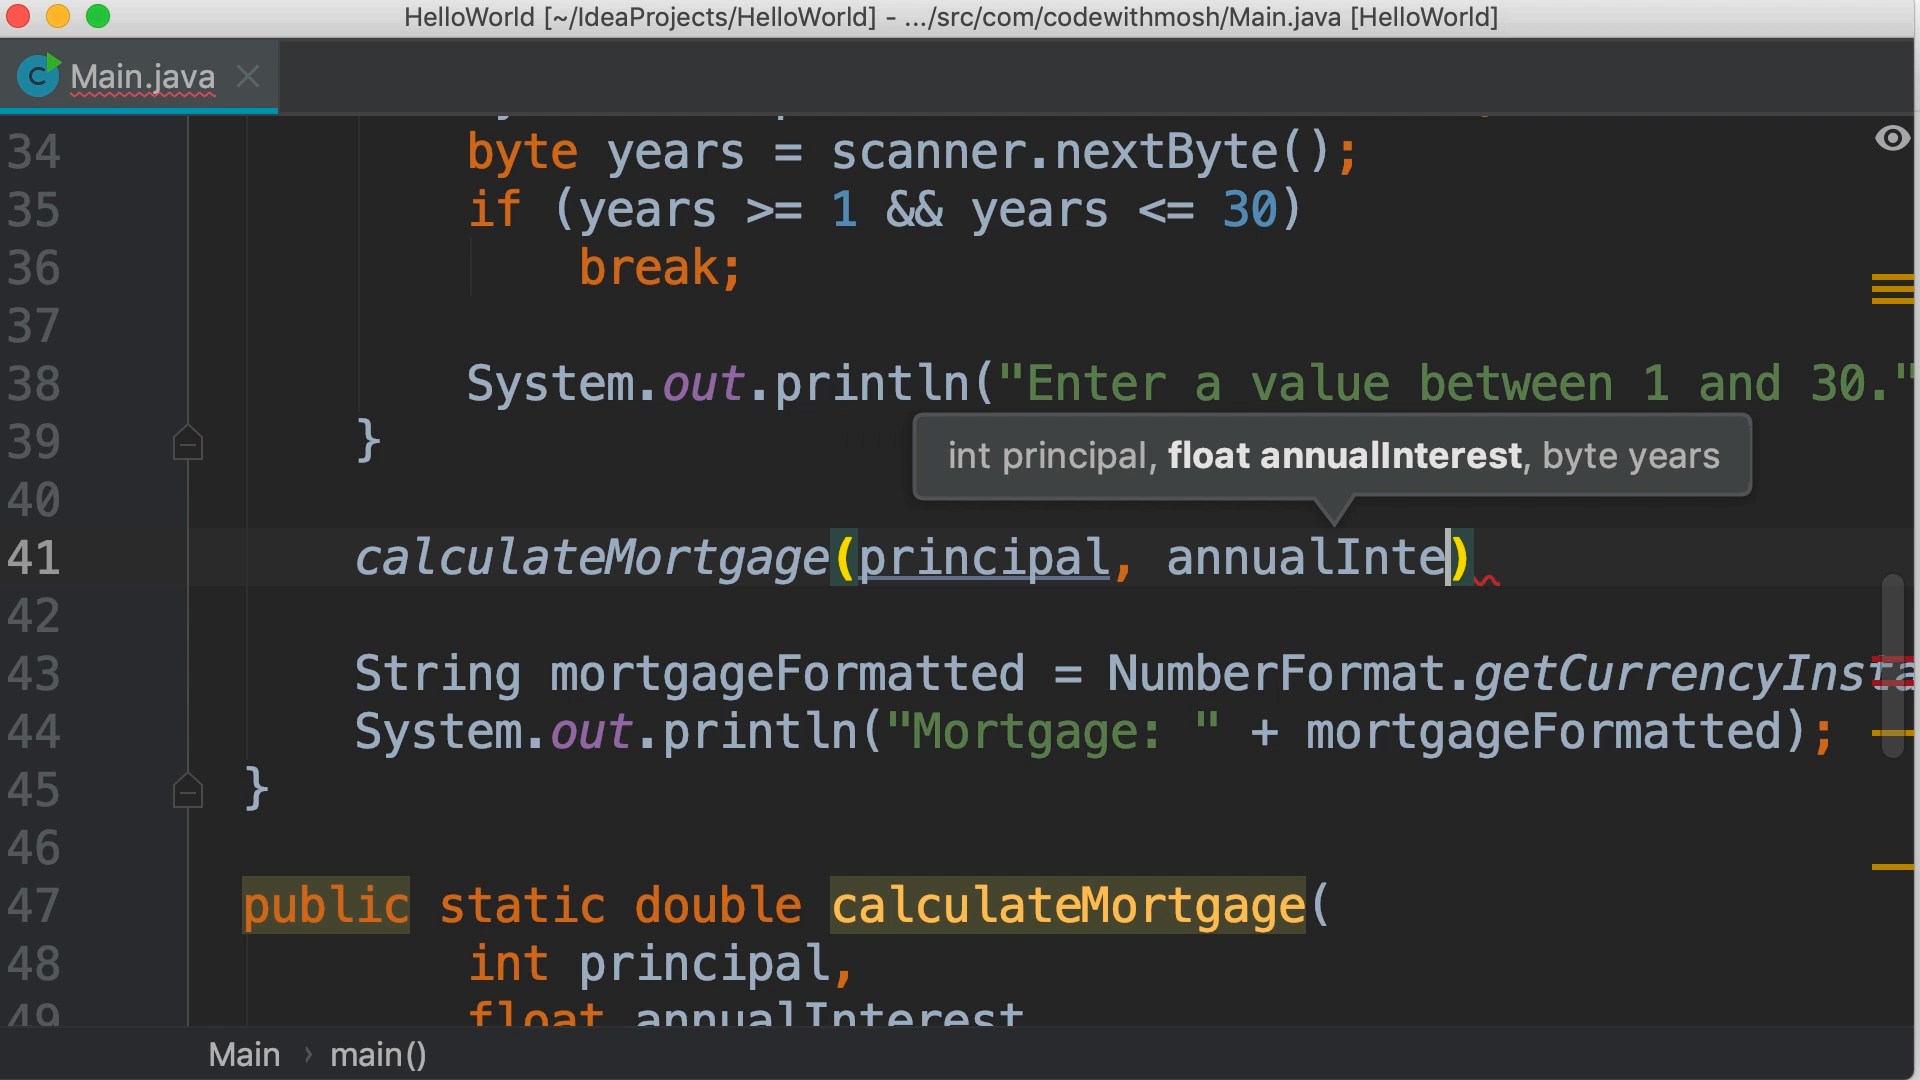 HelloWorld [~/IdeaProjects/HelloWorld] - .../src/com/codewithmosh/Main.java [HelloWorld]
Main.java
34 byte years = scanner.nextByte();
35 if (years >= 1 && years <= 30)
36 break;
37
38 System.out.println("Enter a value between 1 and 30."
39 }
int principal, float annualInterest, byte years
40
41 calculateMortgage(principal, annualInte)
42
43 String mortgageFormatted = NumberFormat.getCurrencyInsta
44 System.out.println("Mortgage: " + mortgageFormatted);
45 }
46
47 public static double calculateMortgage(
48 int principal,
49 float annualInterest
Main › main()